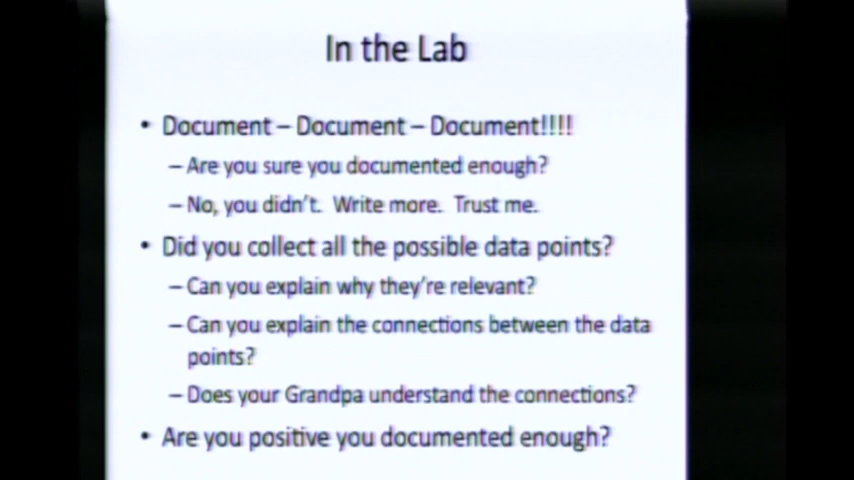 In the Lab
• Document – Document – Document!!!!
– Are you sure you documented enough?
– No, you didn't. Write more. Trust me.
• Did you collect all the possible data points?
– Can you explain why they're relevant?
– Can you explain the connections between the data
points?
– Does your Grandpa understand the connections?
• Are you positive you documented enough?